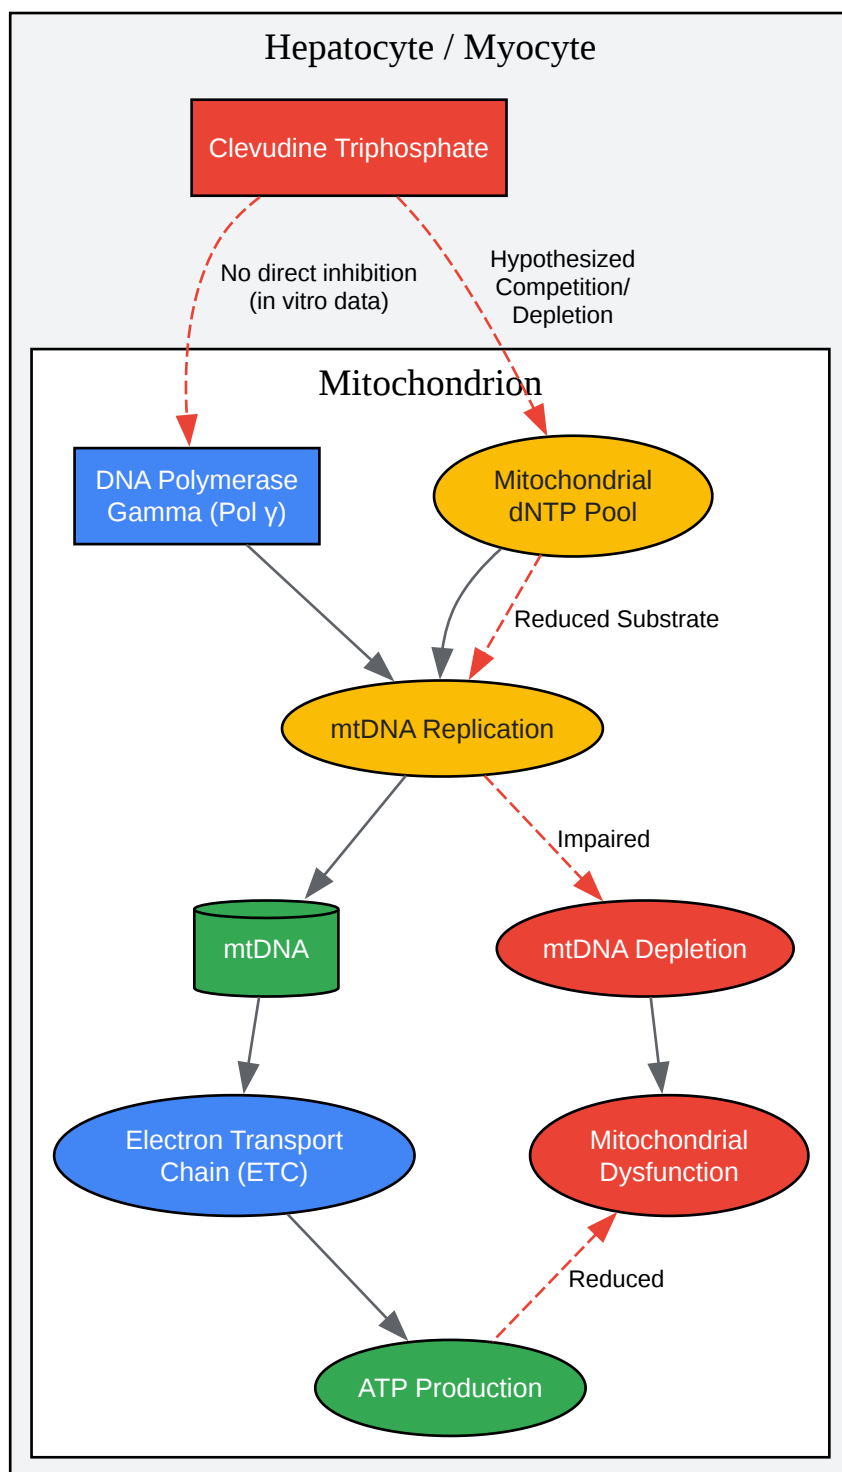 Hepatocyte / Myocyte
Clevudine Triphosphate
No direct inhibition
(in vitro data)
Hypothesized
Competition/
Depletion
Mitochondrion
DNA Polymerase
Gamma (Pol γ)
Mitochondrial
dNTP Pool
Reduced Substrate
mtDNA Replication
Impaired
mtDNA
mtDNA Depletion
Electron Transport
Chain (ETC)
Mitochondrial
Dysfunction
Reduced
ATP Production